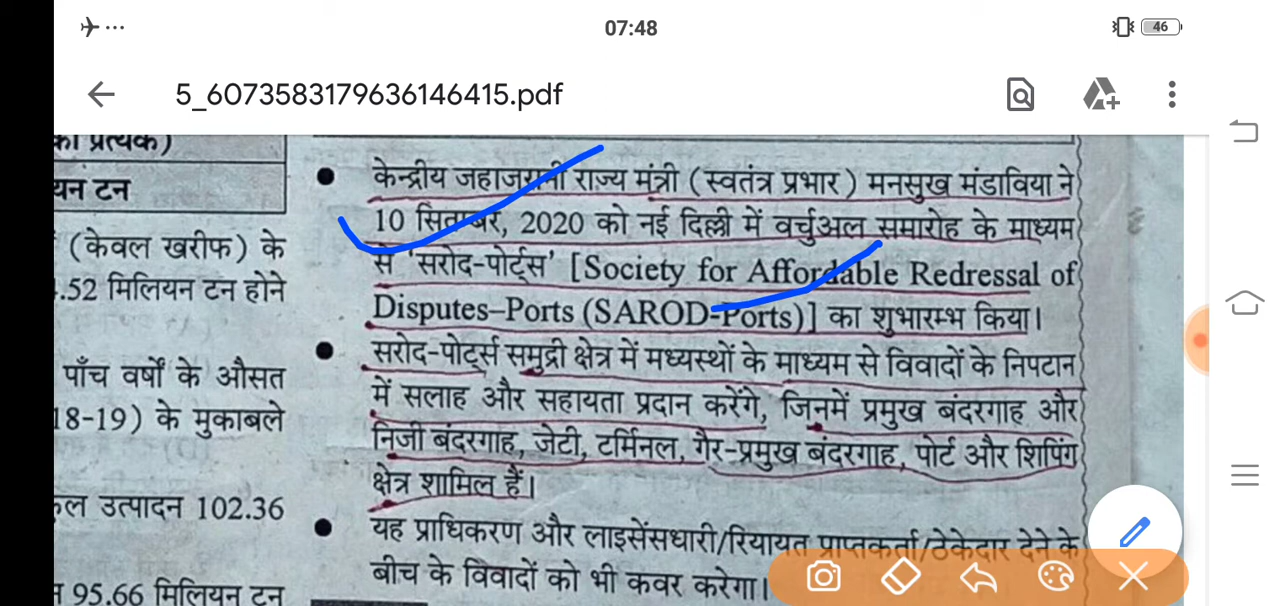 07:48
46
5_6073583179636146415.pdf
यन टन
(केवल खरीफ) के
.52 मिलियन टन होने
पाँच वर्षों के औसत
18-19) के मुकाबले
उत्पादन 102.36
95.66 मिलियन टन
● केन्द्रीय जहाजरानी राज्य मंत्री (स्वतंत्र प्रभार) मनसुख मंडाविया ने
10 सितम्बर, 2020 को नई दिल्ली में वर्चुअल समारोह के माध्यम
से 'सरोद-पोर्ट्स' [Society for Affordable Redressal of
Disputes–Ports (SAROD-Ports)] का शुभारम्भ किया।
● सरोद-पोर्ट्स समुद्री क्षेत्र में मध्यस्थों के माध्यम से विवादों के निपटान
में सलाह और सहायता प्रदान करेंगे, जिनमें प्रमुख बंदरगाह और
निजी बंदरगाह, जेटी, टर्मिनल, गैर-प्रमुख बंदरगाह, पोर्ट और शिपिंग
क्षेत्र शामिल हैं।
● यह प्राधिकरण और लाइसेंसधारी/रियायत प्राप्तकर्ता/ठेकेदार देने के
बीच के विवादों को भी कवर करेगा।